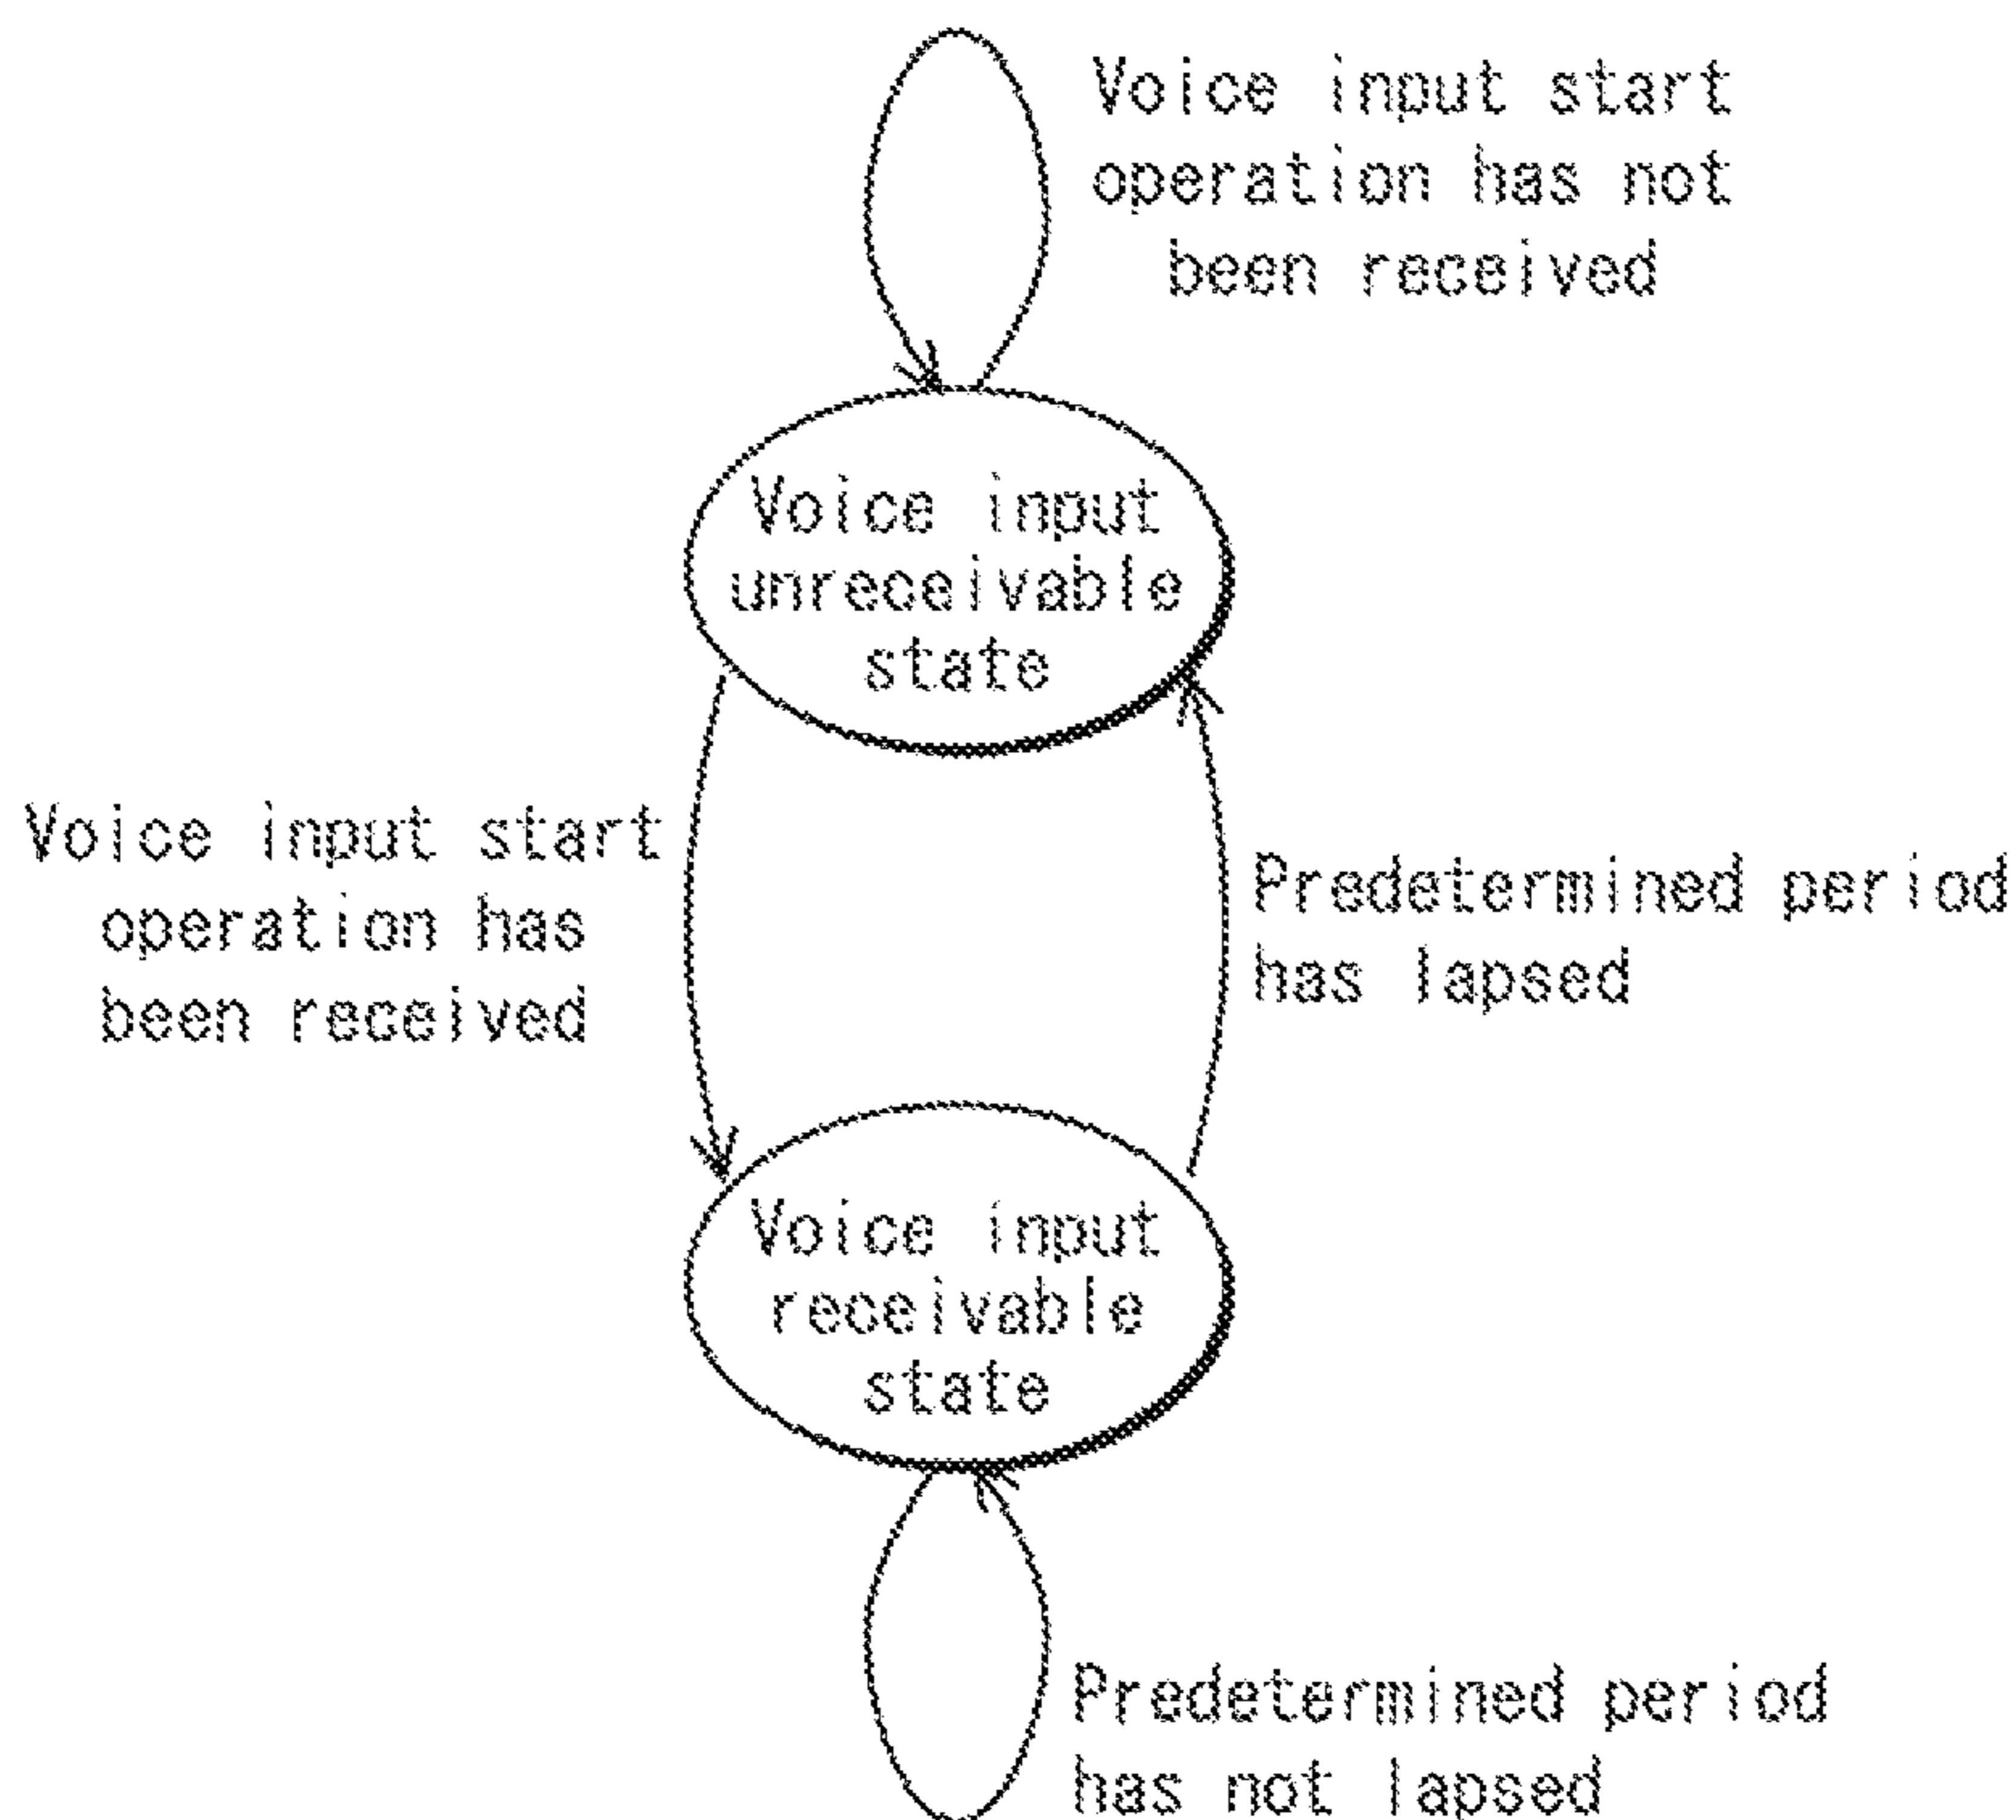 Voice input start
operation has not
been received
Voice input
unreceivable
state
Voice input start
operation has
been received
Predetermined period
has lapsed
Voice input
receivable
state
Predetermined period
has not lapsed